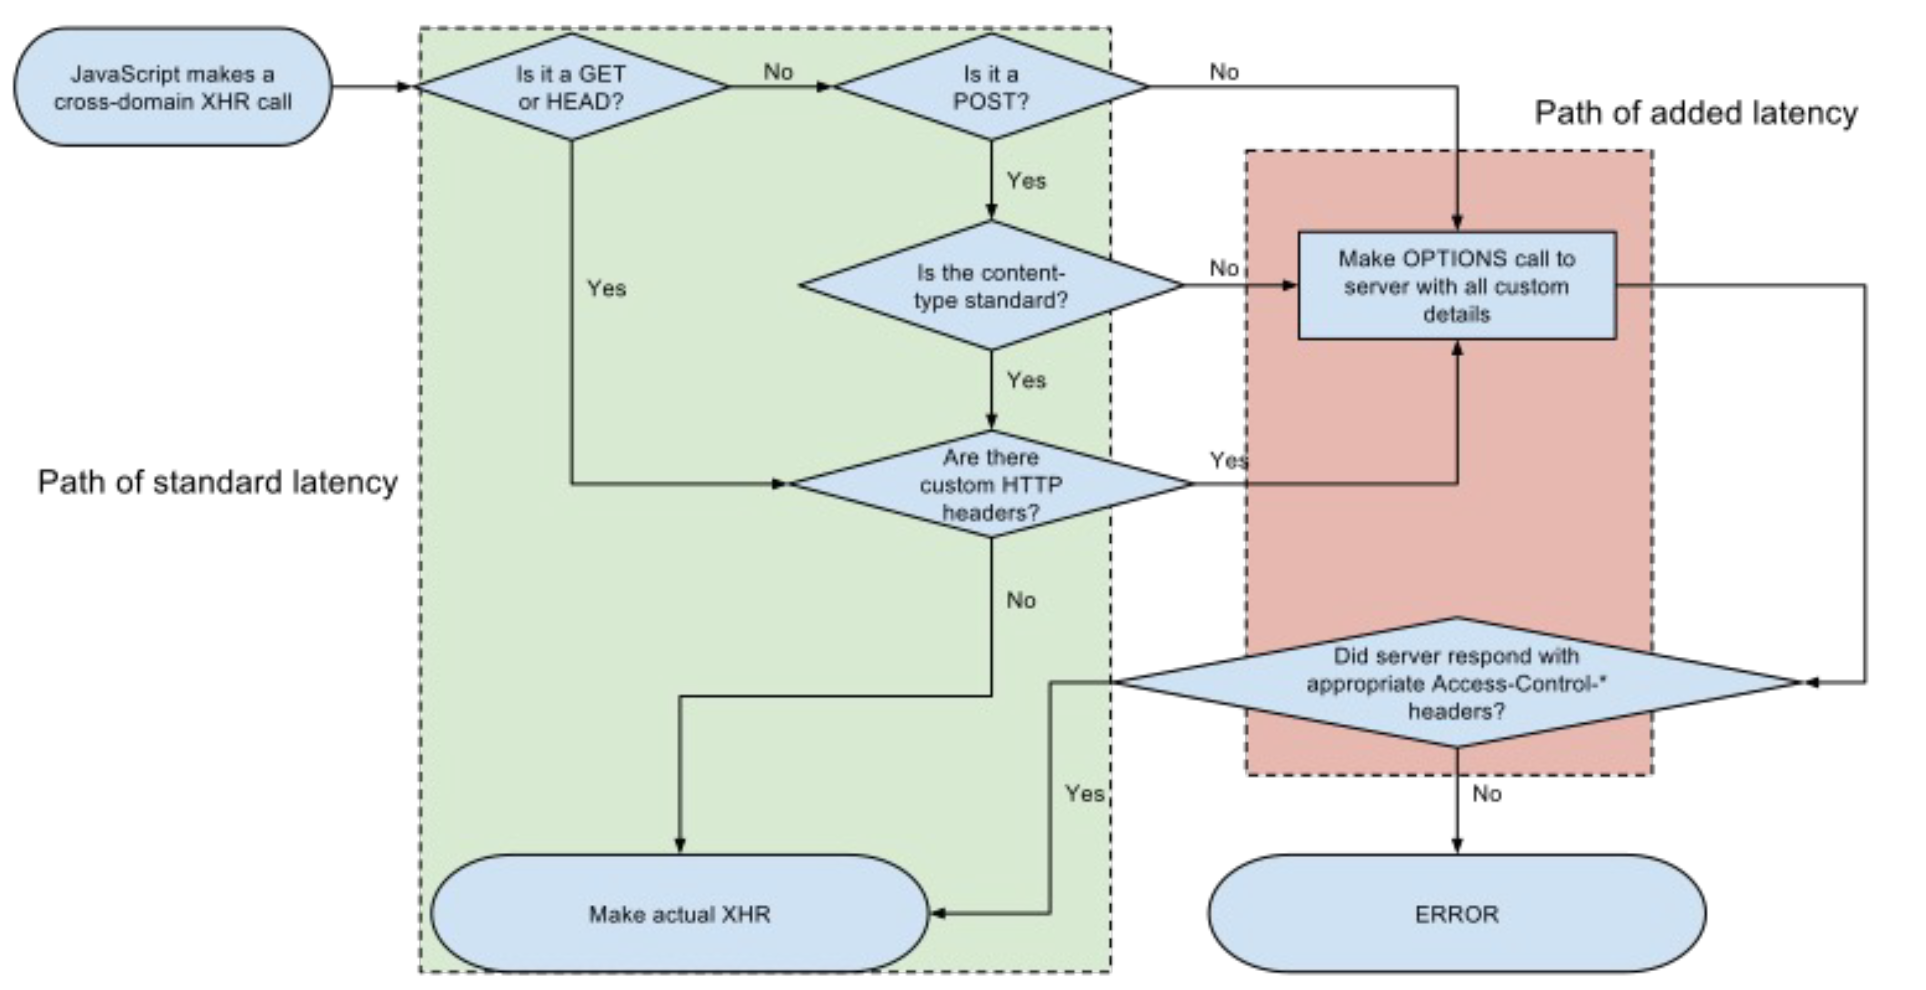 JavaScript makes a
cross-domain XHR call
Is it a GET
or HEAD?
No
Is it a
POST?
No
Path of added latency
Yes
Yes
Is the content-
type standard?
No
Make OPTIONS call to
server with all custom
details
Yes
Path of standard latency
Are there
custom HTTP
headers?
Yes
No
Did server respond with
appropriate Access-Control-*
headers?
Yes
No
Make actual XHR
ERROR